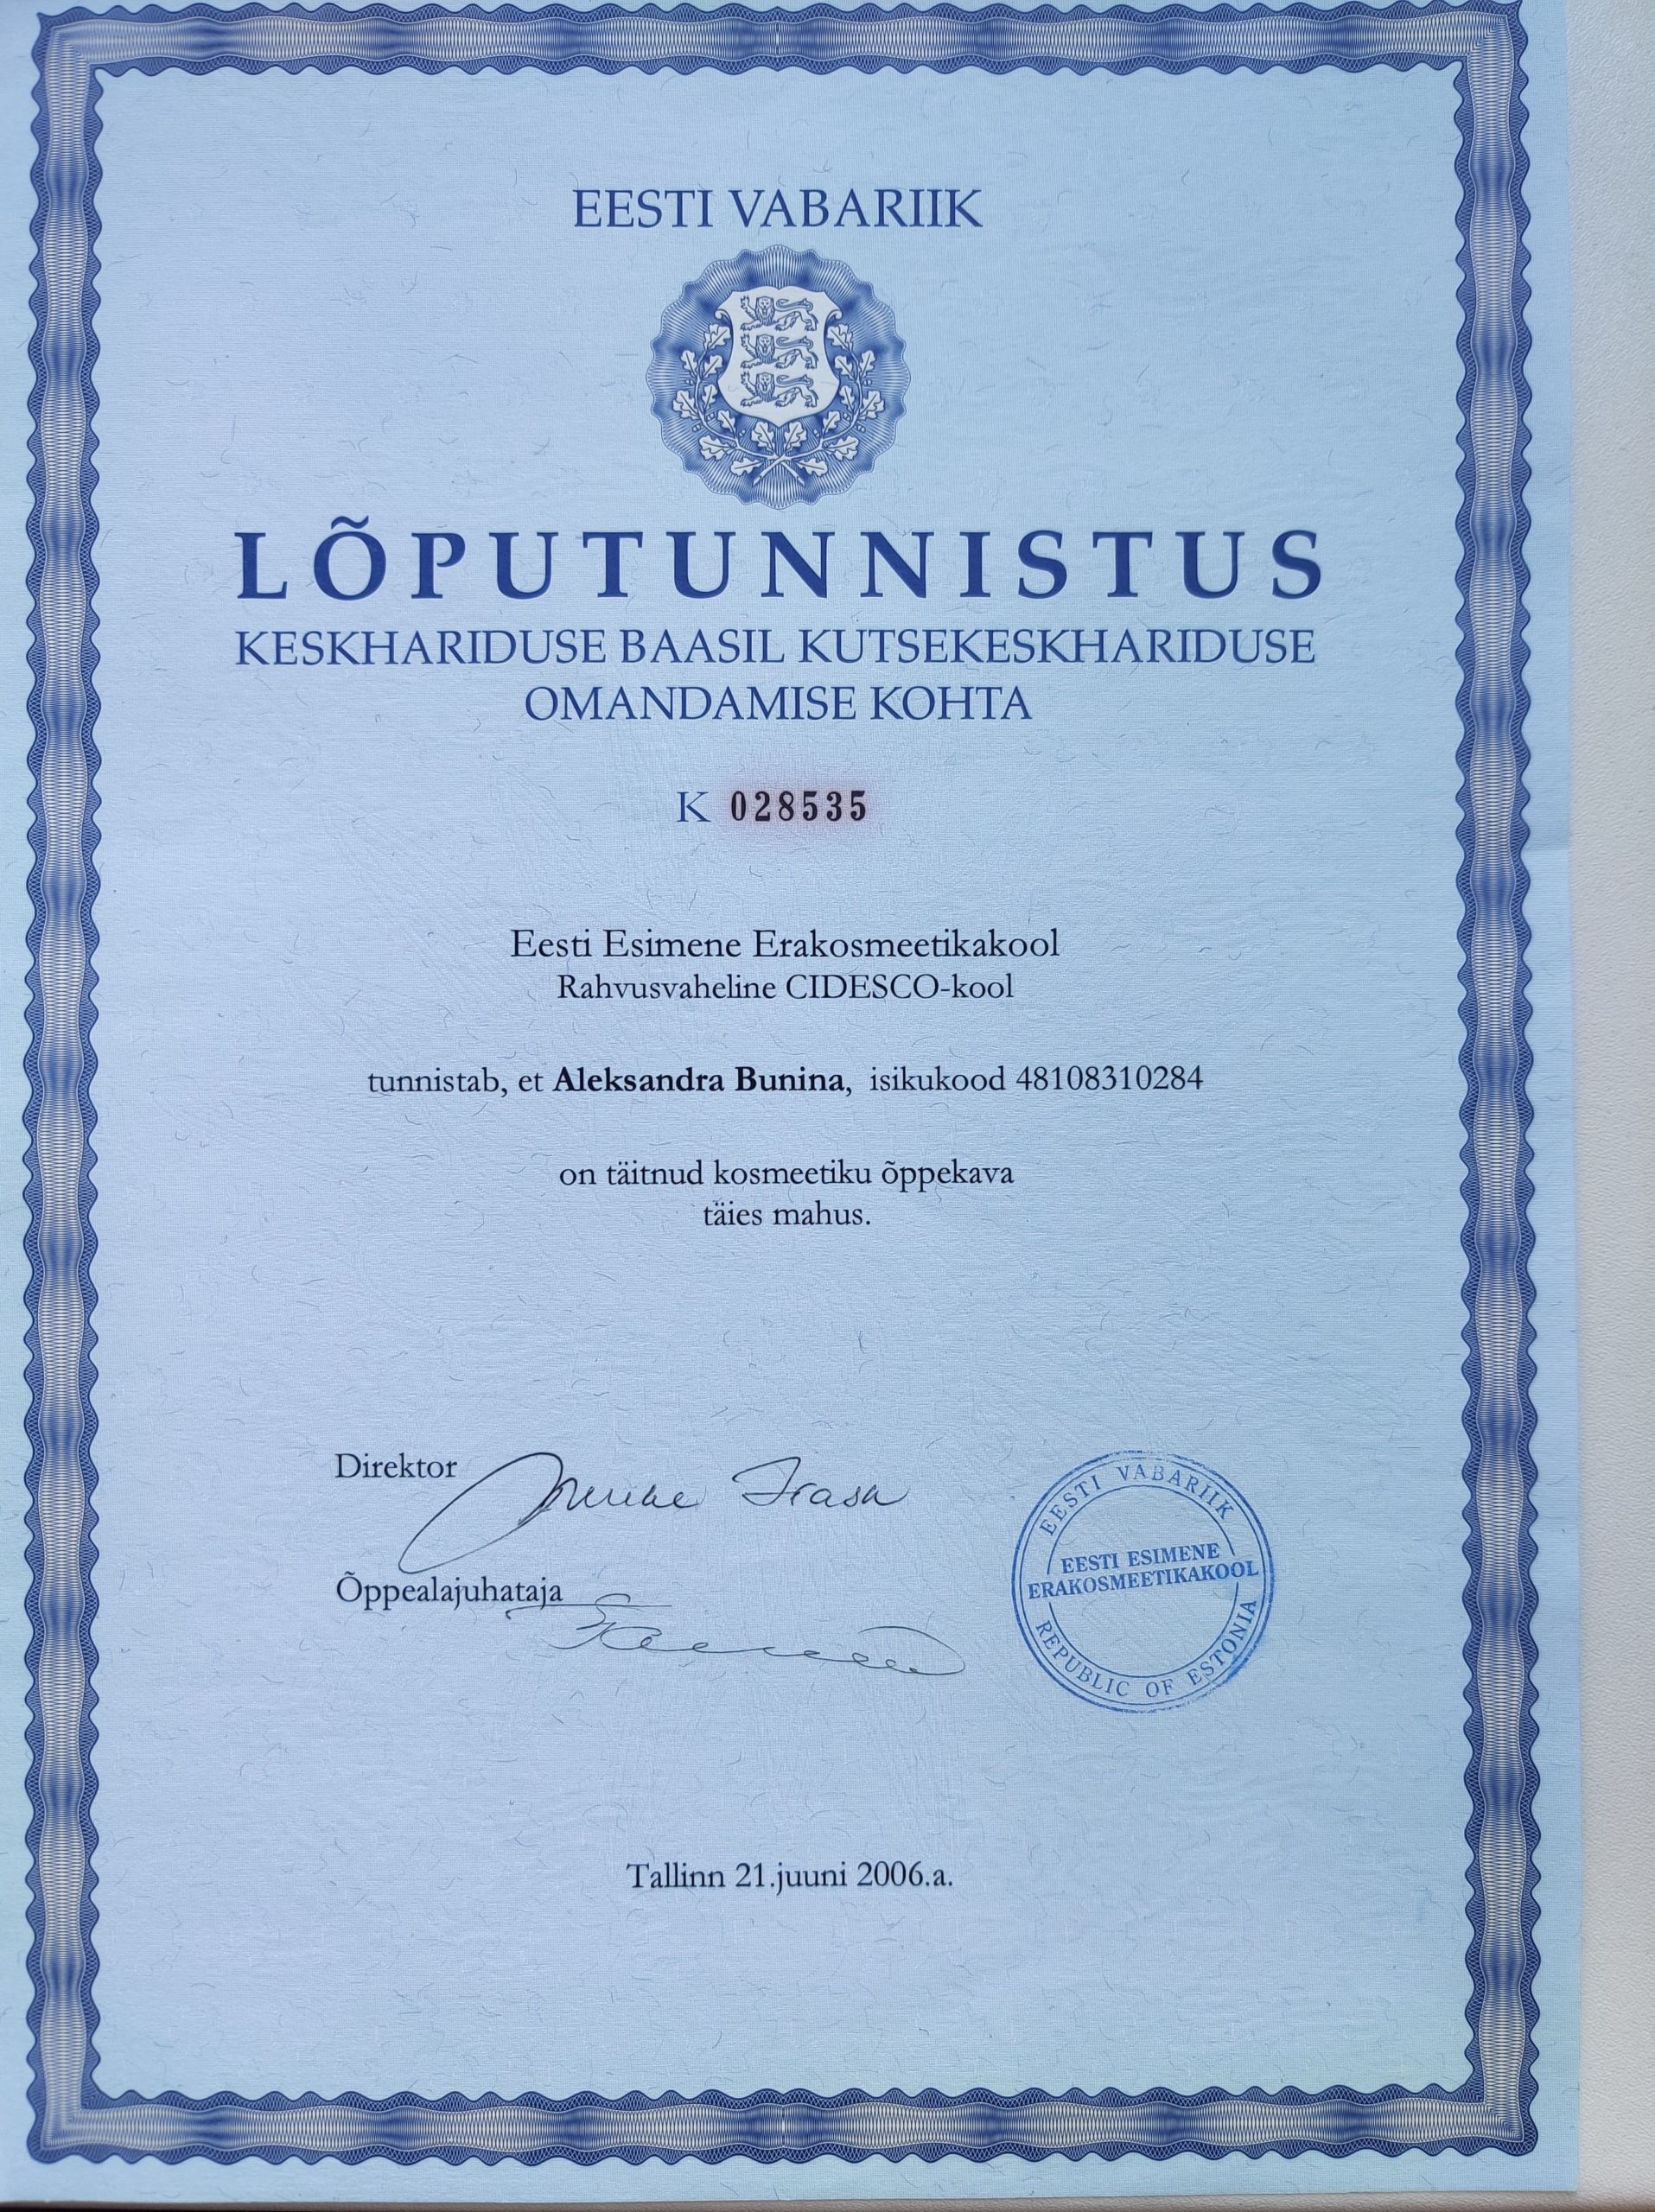 EESTI VABARIIK
LÕPUTUNNISTUS
KESKHARIDUSE BAASIL KUTSEKESKHARIDUSE
OMANDAMISE KOHTA
K 028535
Eesti Esimene Erakosmeetikakool
Rahvusvaheline CIDESCO-kool
tunnistab, et Aleksandra Bunina, isikukood 48108310284
on täitnud kosmeetiku õppekava
täies mahus.
Direktor
Õppealajuhataja
EESTI VABARIIK
EESTI ESIMENE
ERAKOSMEETIKAKOOL
REPUBLIC OF ESTONIA
Tallinn 21.juuni 2006.a.